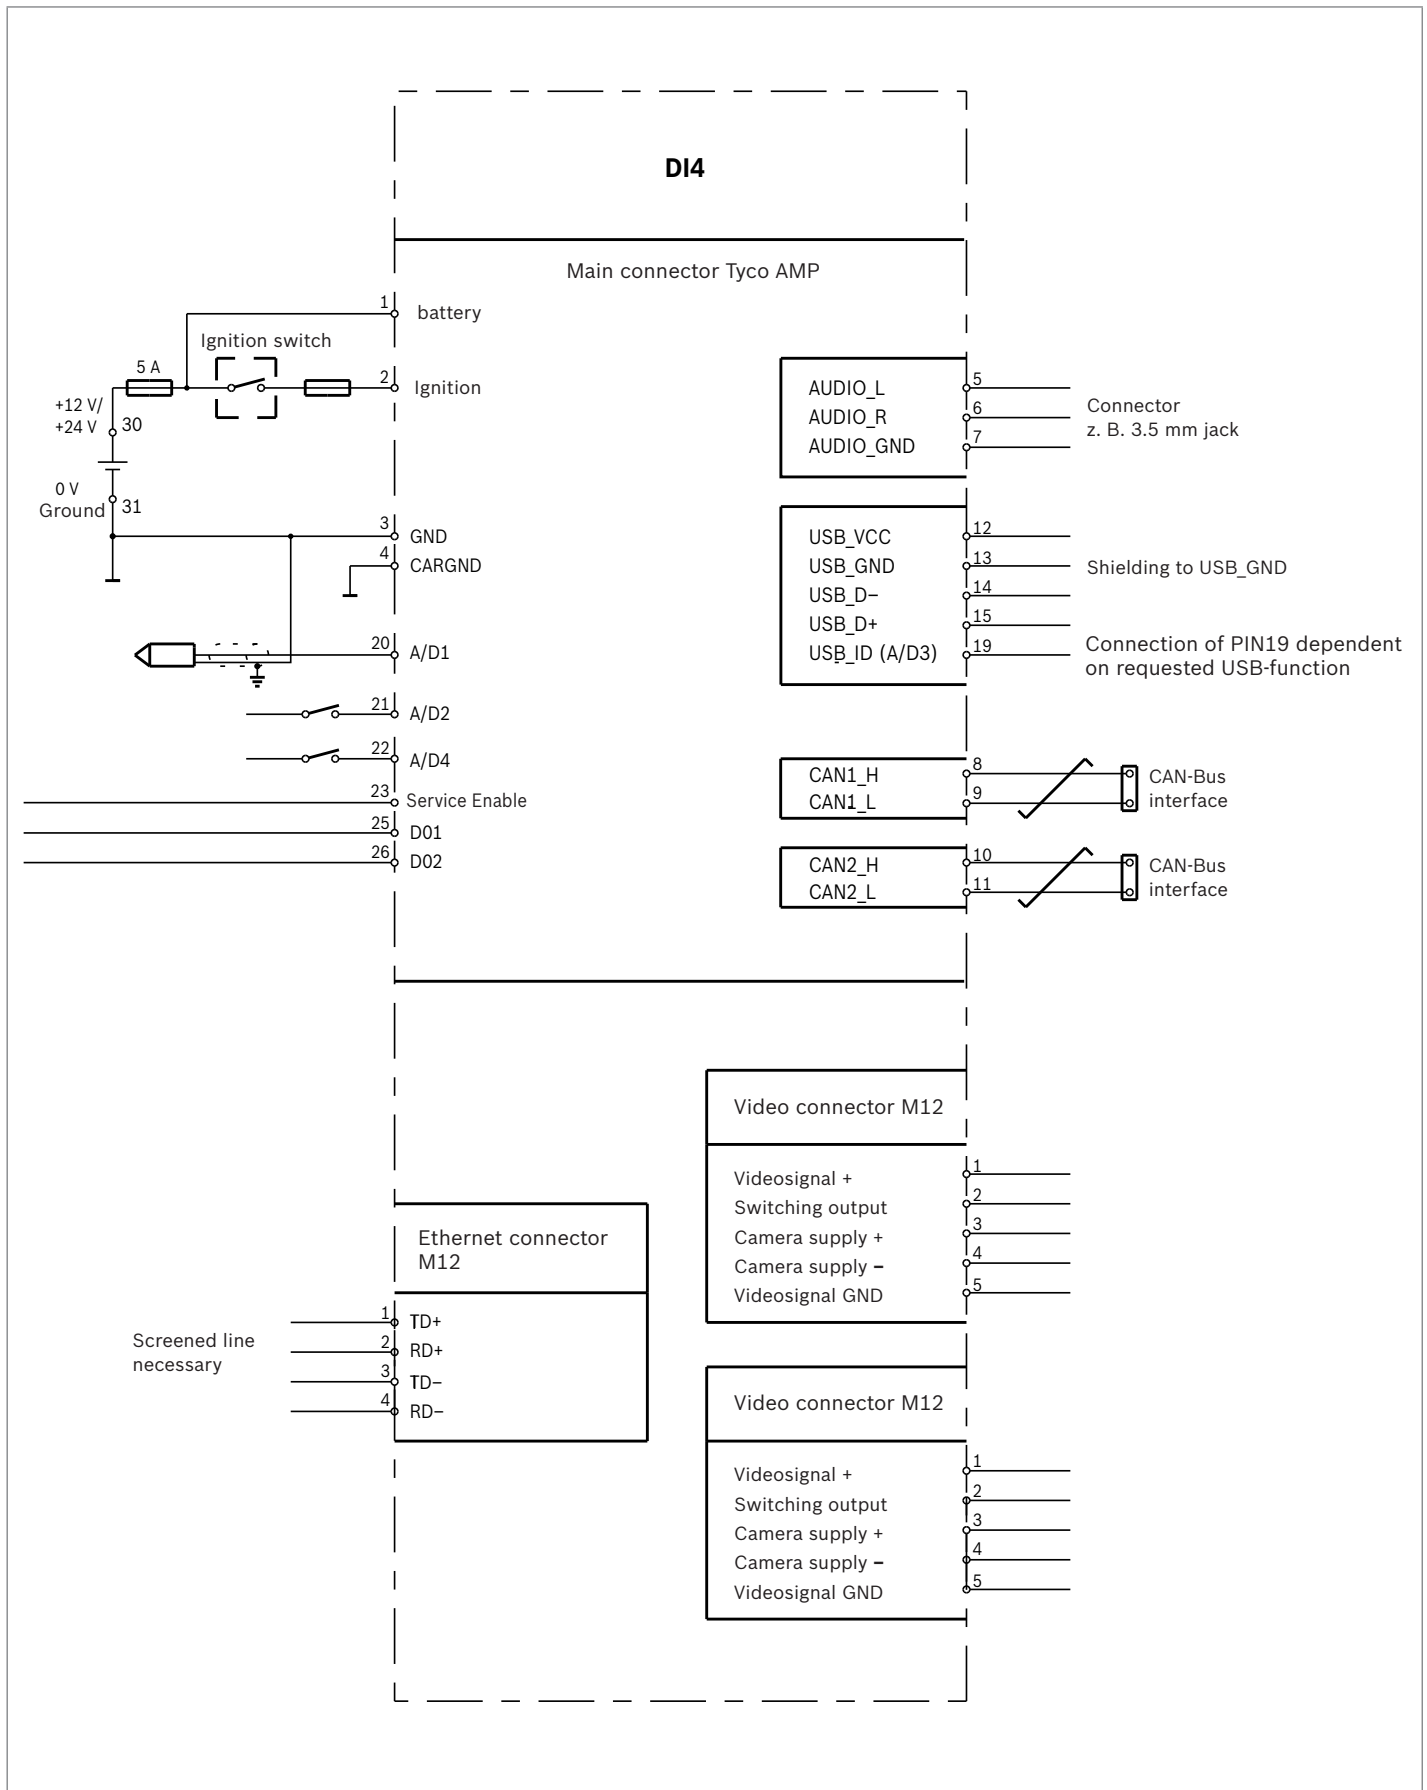 DI4
Main connector Tyco AMP
1
battery
Ignition switch
5 A
2
Ignition
+12 V/
+24 V
30
0 V
Ground
31
3
GND
4
CARGND
20
A/D1
21
A/D2
22
A/D4
23
Service Enable
25
D01
26
D02
AUDIO_L
5
AUDIO_R
6
AUDIO_GND
7
Connector
z. B. 3.5 mm jack
USB_VCC
12
USB_GND
13
USB_D–
14
USB_D+
15
USB_ID (A/D3)
19
Shielding to USB_GND
Connection of PIN19 dependent
on requested USB-function
CAN1_H
8
CAN1_L
9
CAN-Bus
interface
CAN2_H
10
CAN2_L
11
CAN-Bus
interface
Video connector M12
Videosignal +
1
Switching output
2
Camera supply +
3
Camera supply –
4
Videosignal GND
5
Ethernet connector
M12
Screened line
necessary
1
TD+
2
RD+
3
TD–
4
RD–
Video connector M12
Videosignal +
1
Switching output
2
Camera supply +
3
Camera supply –
4
Videosignal GND
5